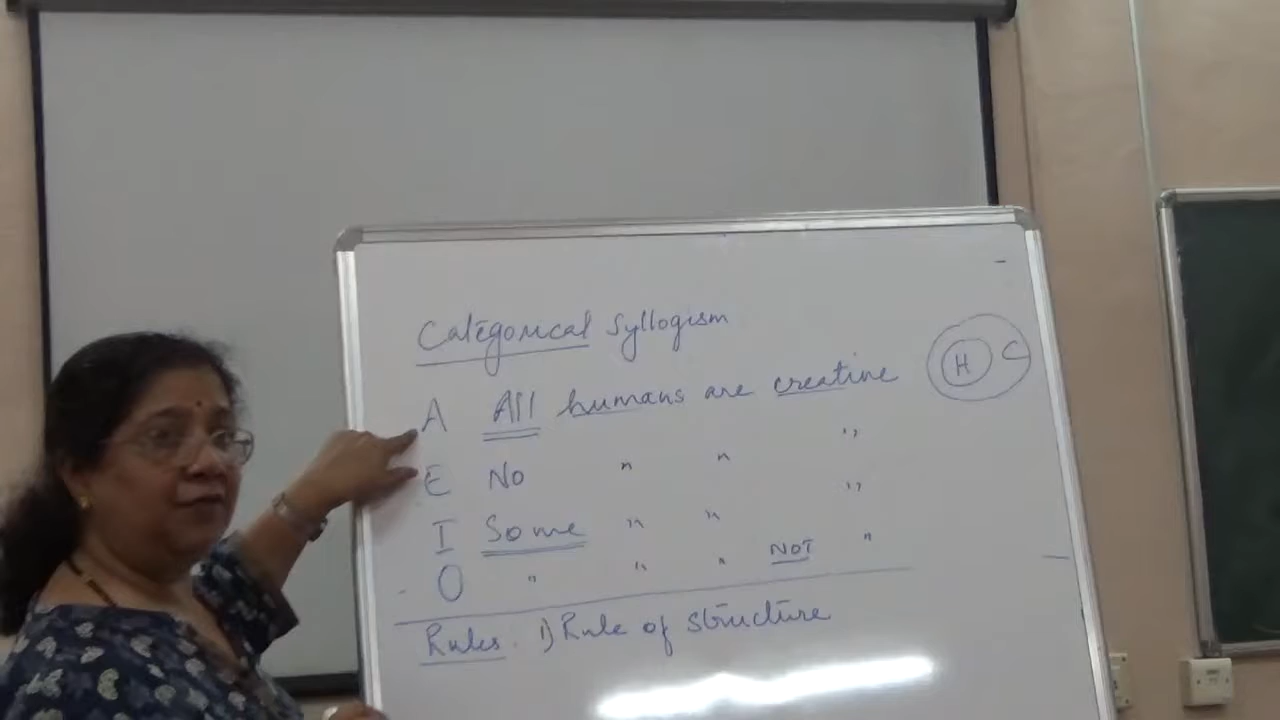 Categorical Syllogism
A All humans are creative
E No " " "
I Some " " "
O " " " NOT "
Rules. 1) Rule of structure
H C